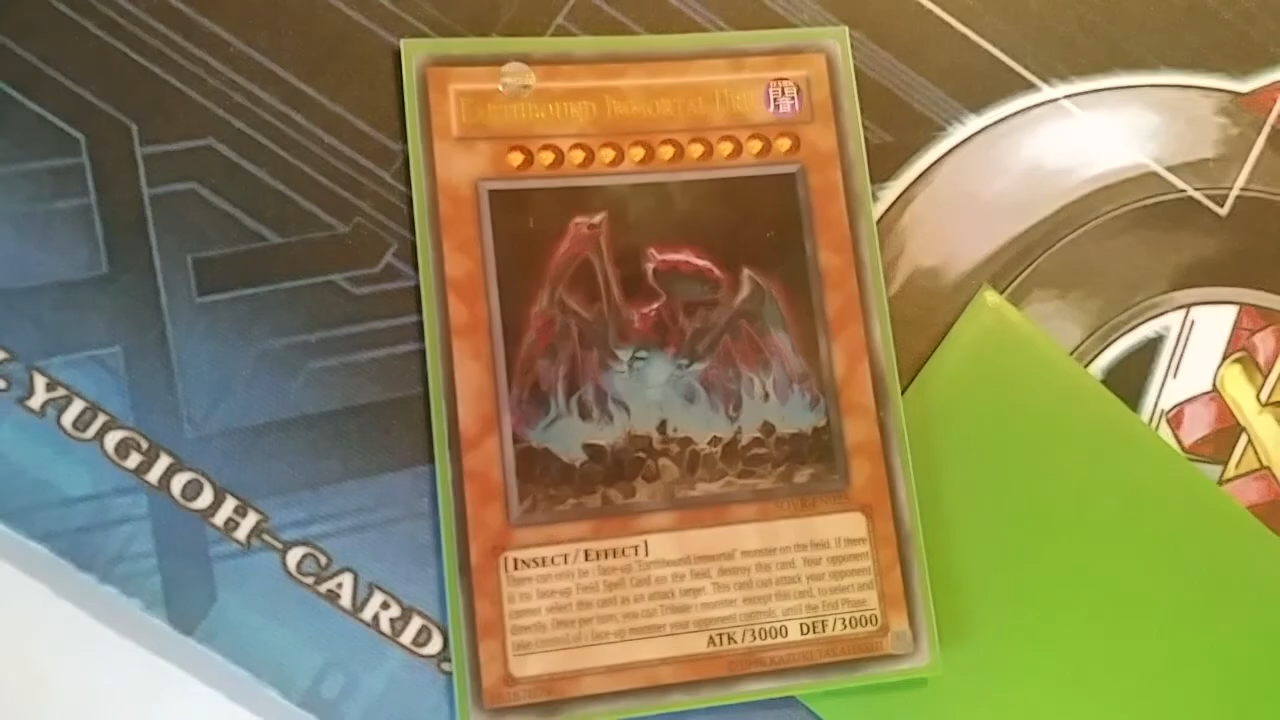 EARTHBOUND IMMORTAL URU
DARK
闇
[INSECT/EFFECT]
There can only be 1 face-up "Earthbound Immortal" monster on the field. If there
is no face-up Field Spell Card on the field, destroy this card. Your opponent
cannot select this card as an attack target. This card can attack your opponent
directly. Once per turn, you can Tribute 1 monster, except this card, to select and
take control of 1 face-up monster your opponent controls, until the End Phase.
ATK/3000 DEF/3000
©1996 KAZUKI TAKAHASHI
YUGIOH-CARD.